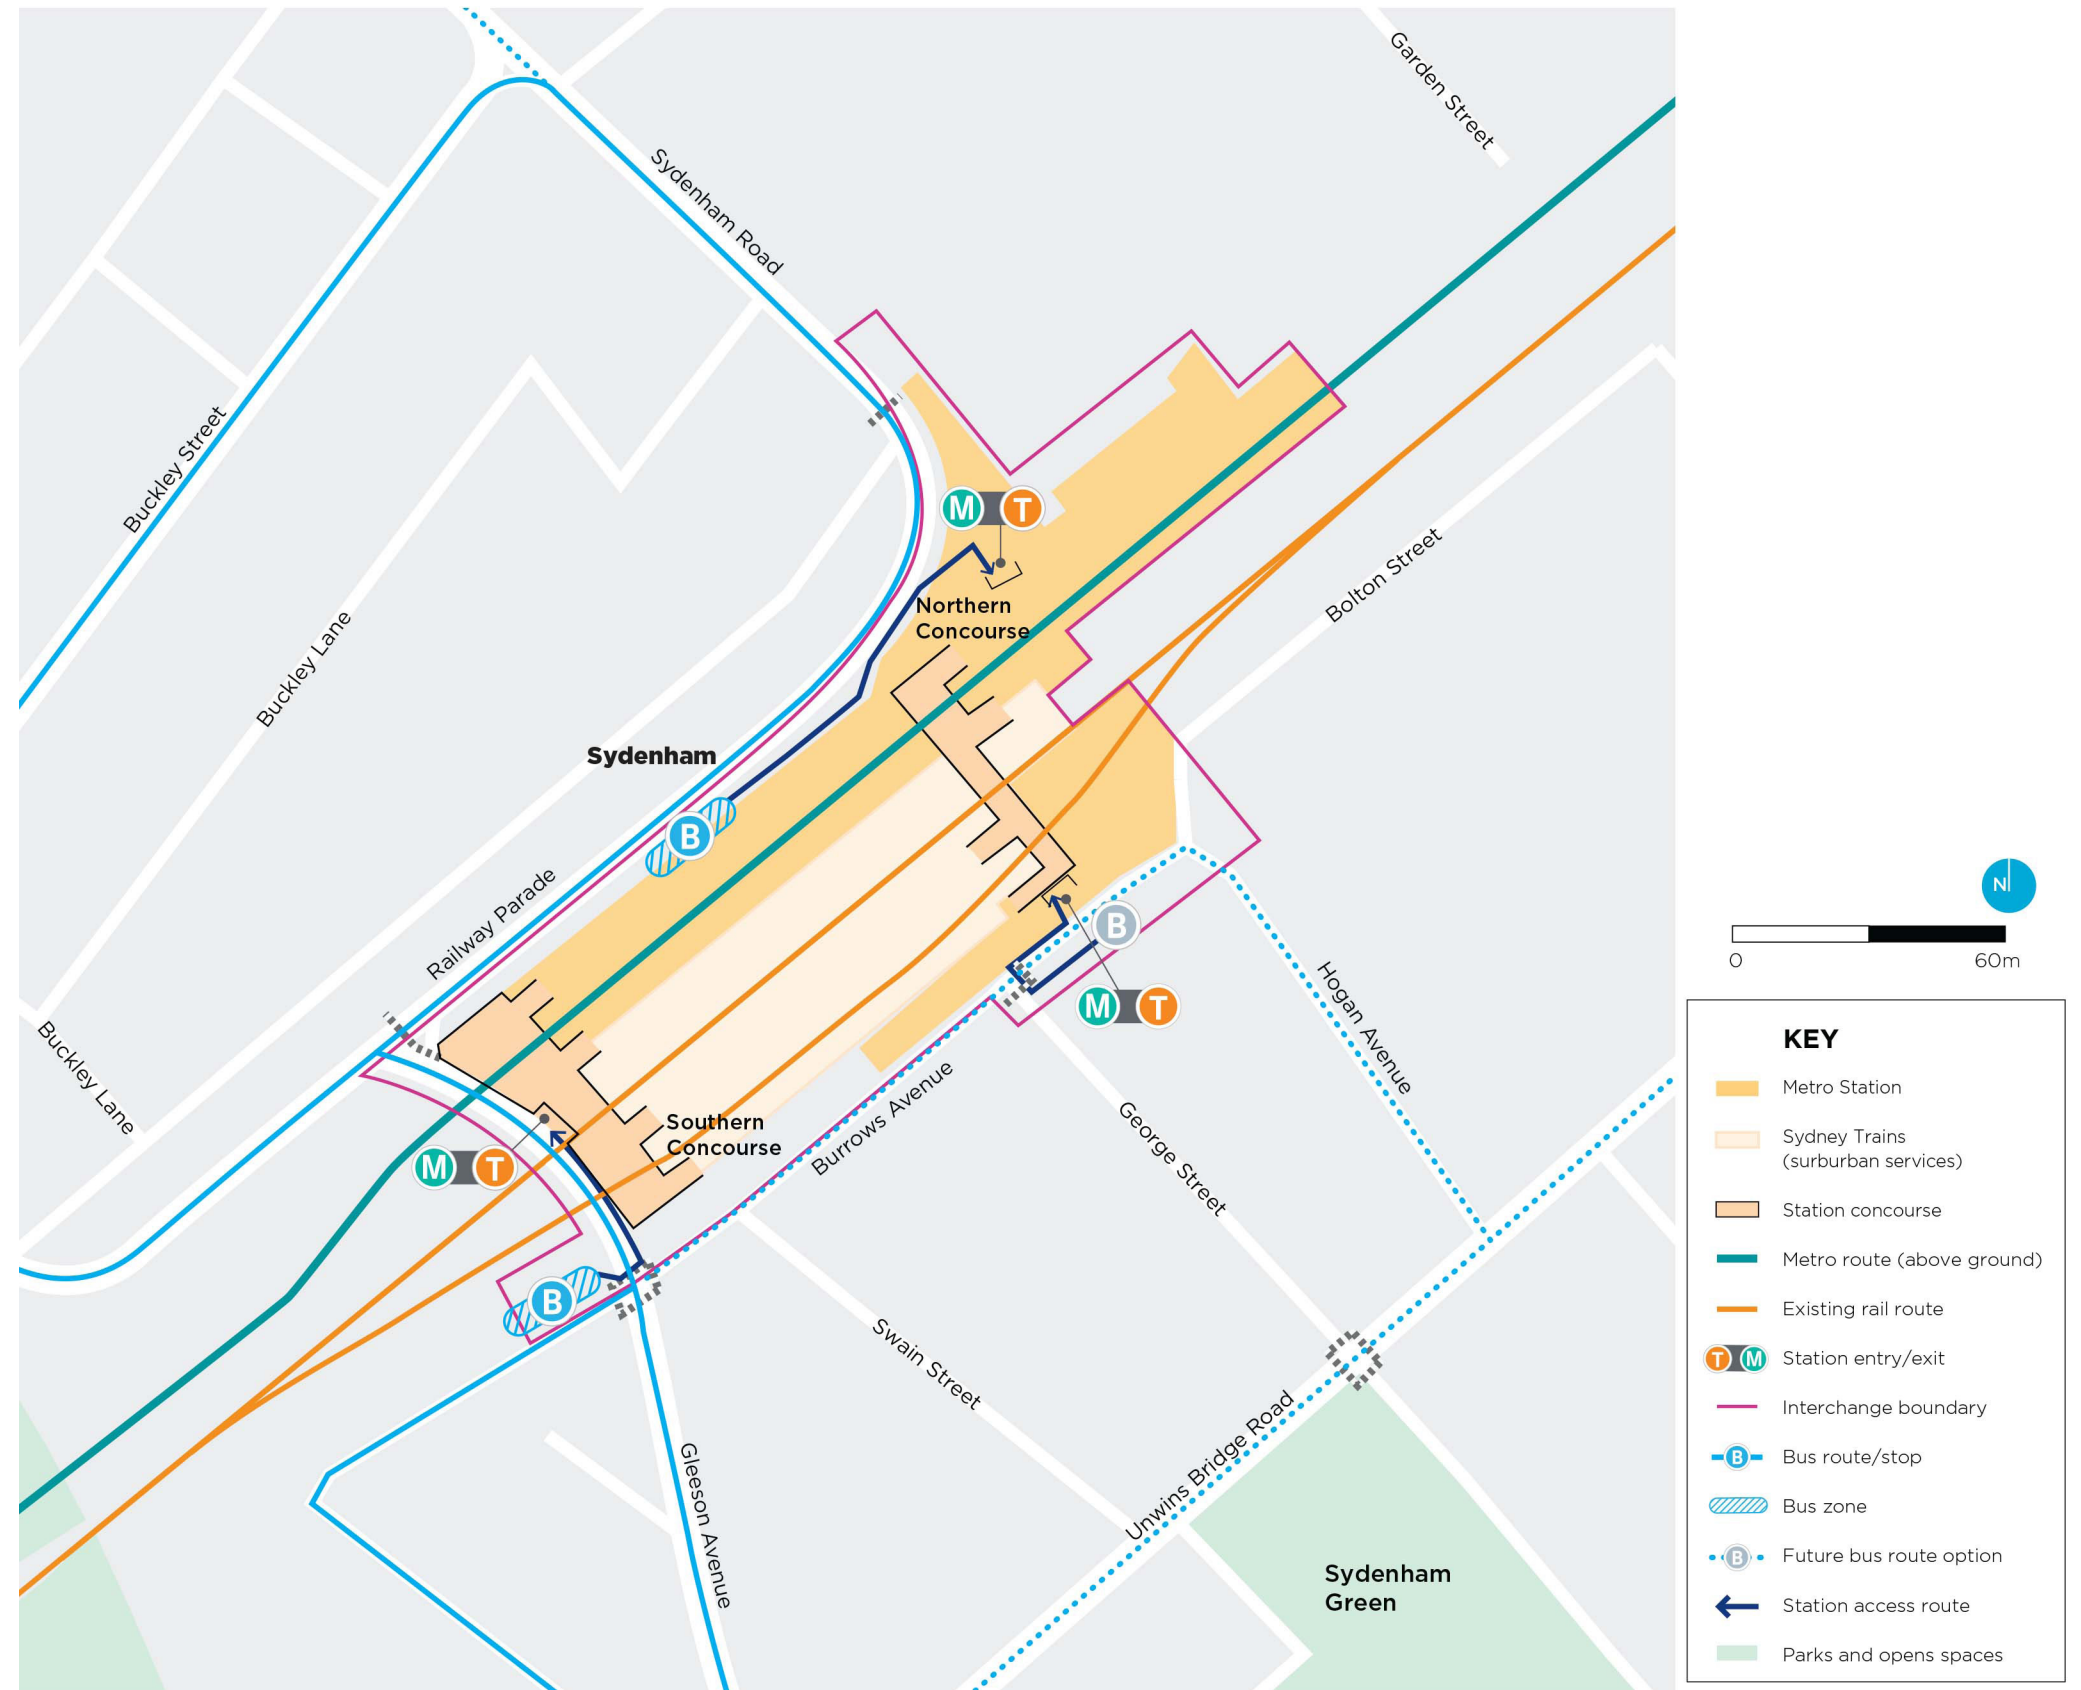 Garden Street
Sydenham Road
Buckley Street
M T
Northern
Concourse
Bolton Street
Buckley Lane
Sydenham
B
Railway Parade
B
M T
Hogan Avenue
Buckley Lane
Southern
Concourse
Burrows Avenue
George Street
M T
B
Swain Street
Gleeson Avenue
Unwins Bridge Road
Sydenham
Green
N
0 60m
KEY
Metro Station
Sydney Trains
(surburban services)
Station concourse
Metro route (above ground)
Existing rail route
T M Station entry/exit
Interchange boundary
B Bus route/stop
Bus zone
B Future bus route option
Station access route
Parks and opens spaces